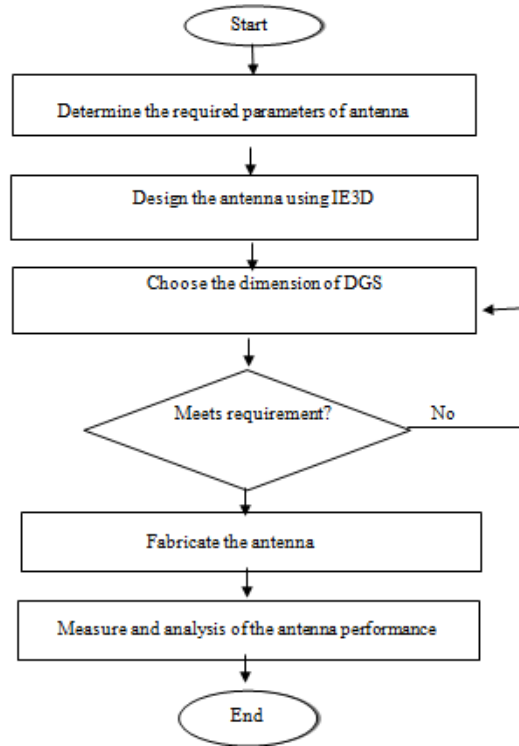 Start
Determine the required parameters of antenna
Design the antenna using IE3D
Choose the dimension of DGS
Meets requirement?
No
Fabricate the antenna
Measure and analysis of the antenna performance
End